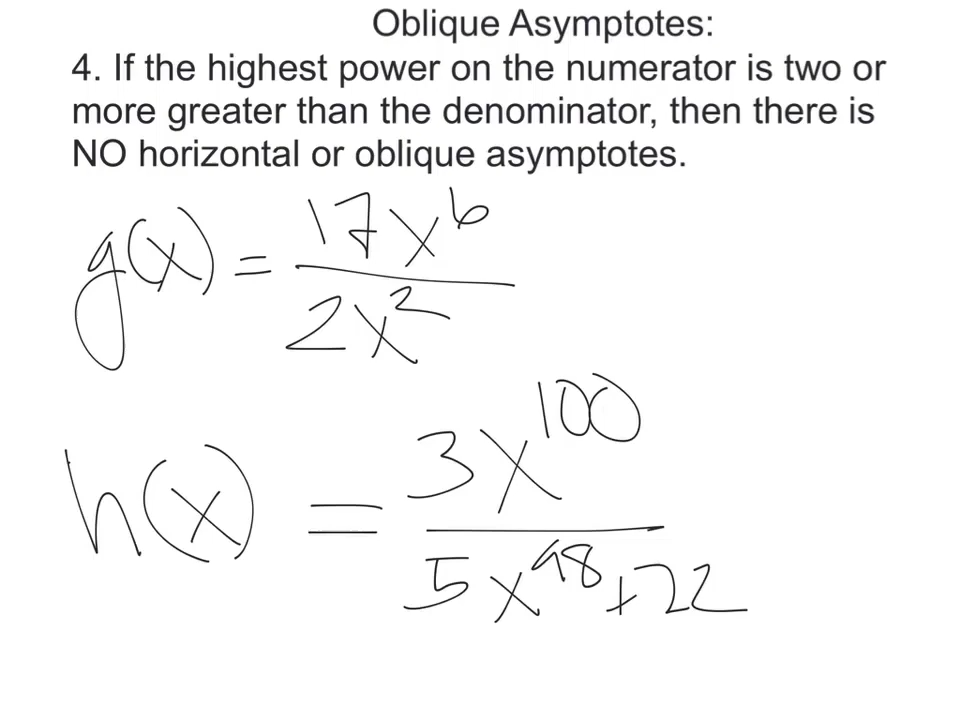 Oblique Asymptotes:
4. If the highest power on the numerator is two or
more greater than the denominator, then there is
NO horizontal or oblique asymptotes.
g(x) = 17x^6 / 2x^2
h(x) = 3x^100 / 5x^98 + 22